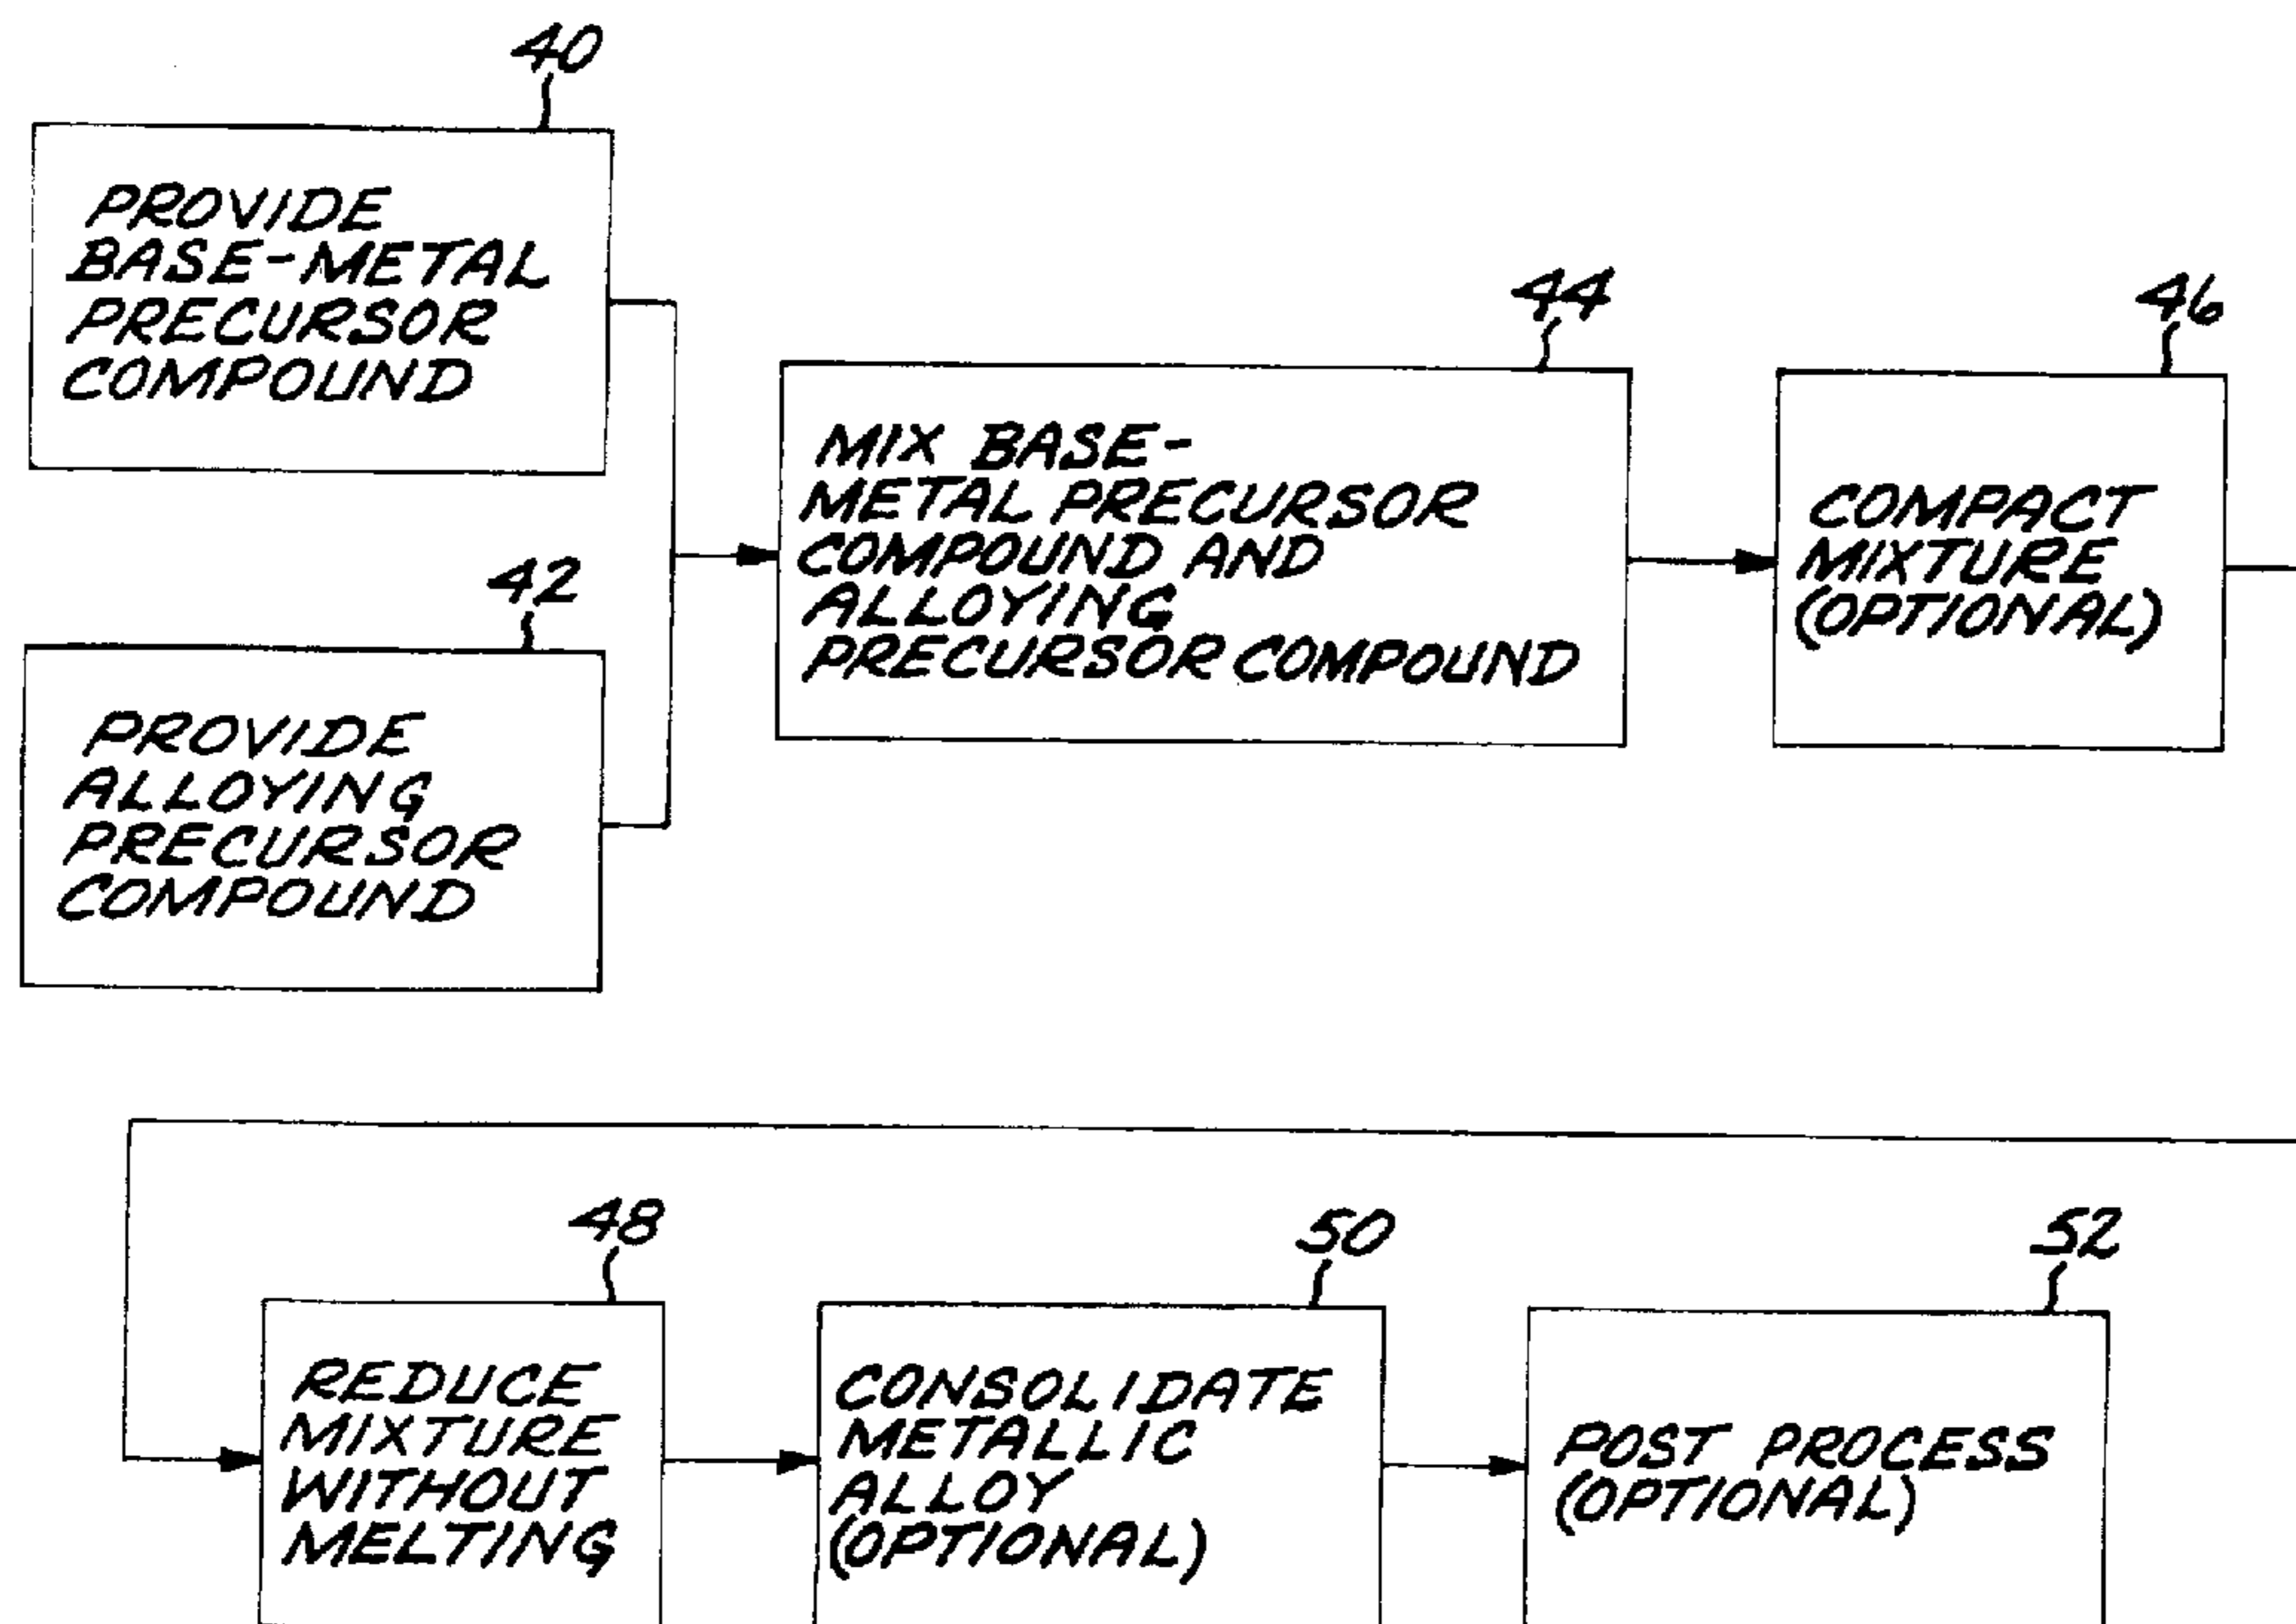 40
PROVIDE
BASE-METAL
PRECURSOR
COMPOUND
42
PROVIDE
ALLOYING
PRECURSOR
COMPOUND
44
MIX BASE-
METAL PRECURSOR
COMPOUND AND
ALLOYING
PRECURSOR COMPOUND
46
COMPACT
MIXTURE
(OPTIONAL)
48
REDUCE
MIXTURE
WITHOUT
MELTING
50
CONSOLIDATE
METALLIC
ALLOY
(OPTIONAL)
52
POST PROCESS
(OPTIONAL)